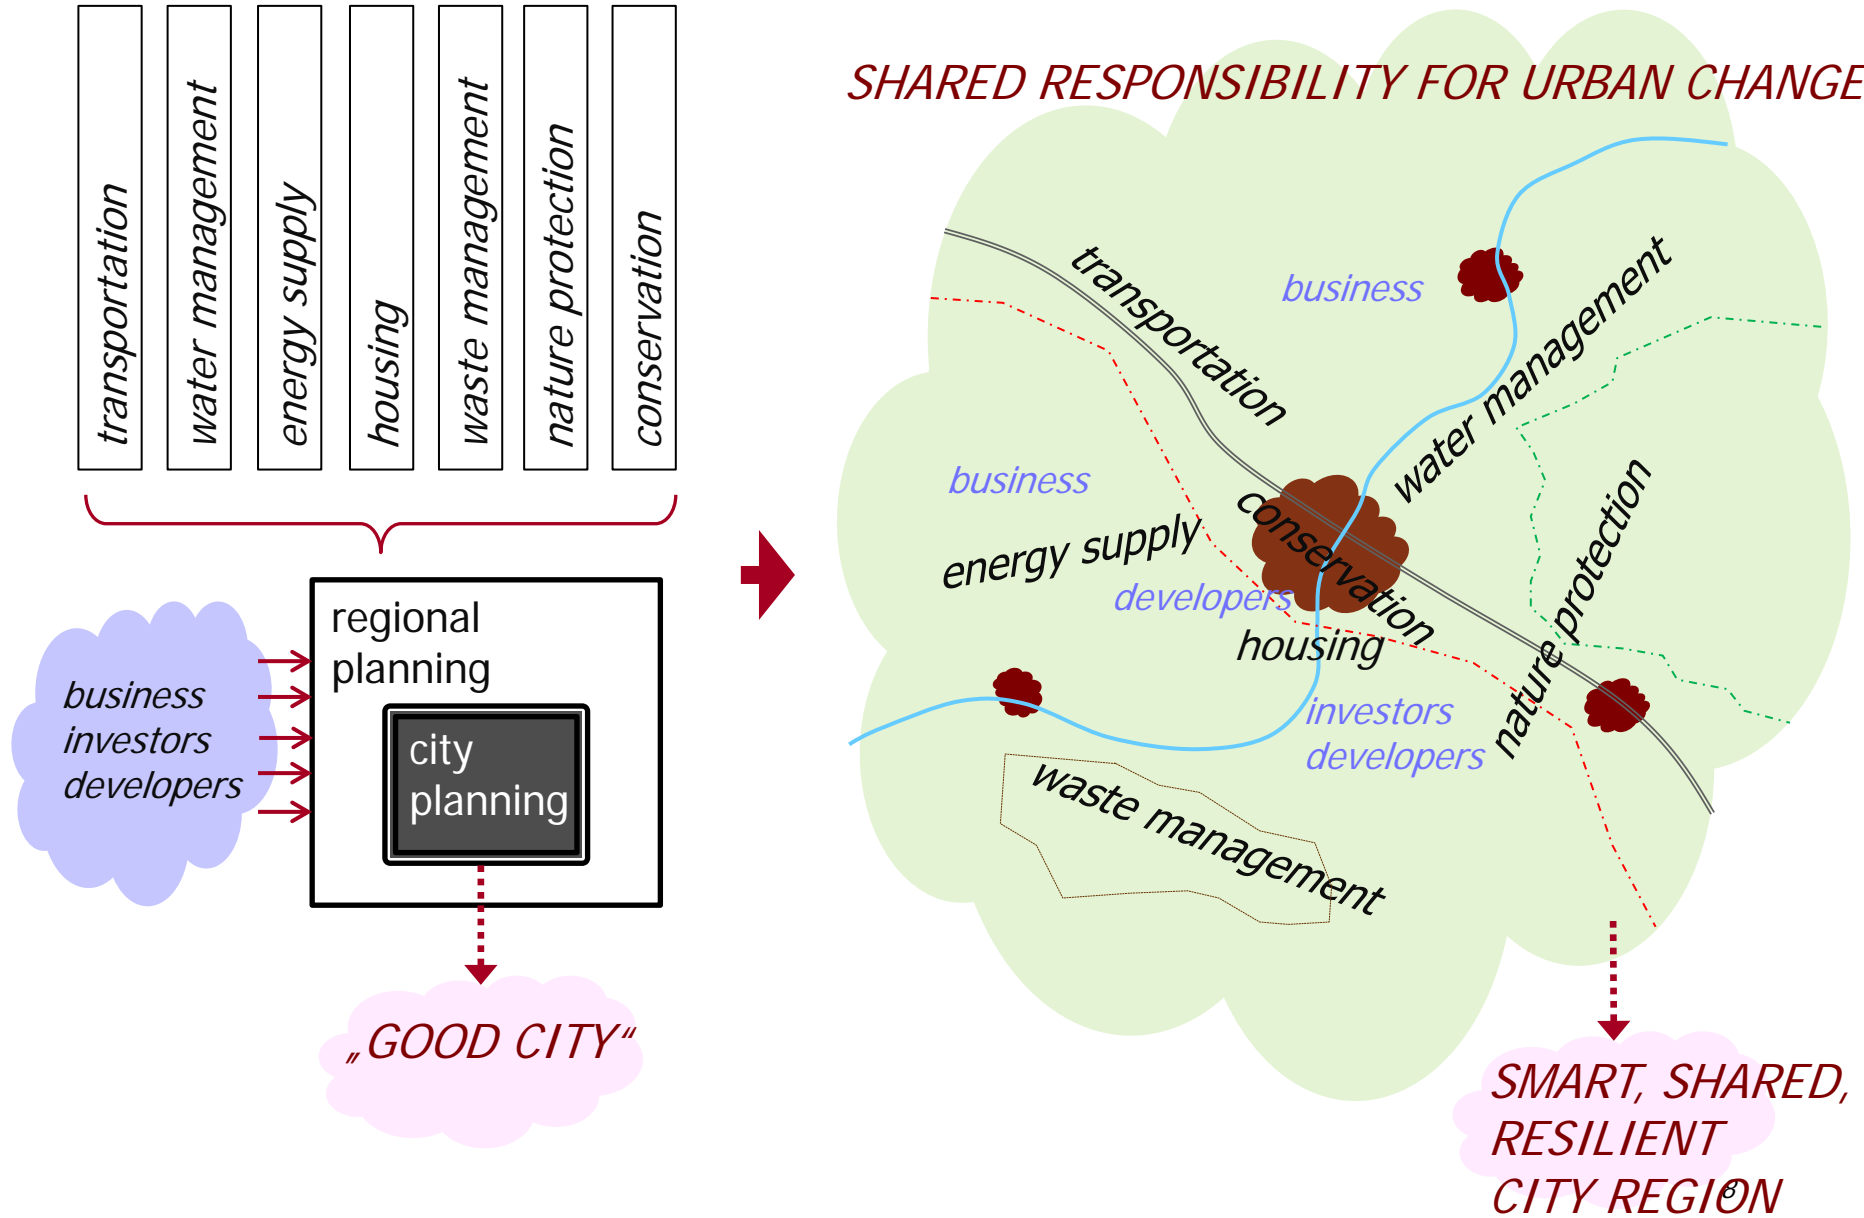 transportation
water management
energy supply
housing
waste management
nature protection
conservation
regional
planning
city
planning
business
investors
developers
„GOOD CITY“
SHARED RESPONSIBILITY FOR URBAN CHANGE
transportation
business
water management
business
energy supply
conservation
developers
housing
nature protection
investors
developers
waste management
SMART, SHARED,
RESILIENT
CITY REGION
8